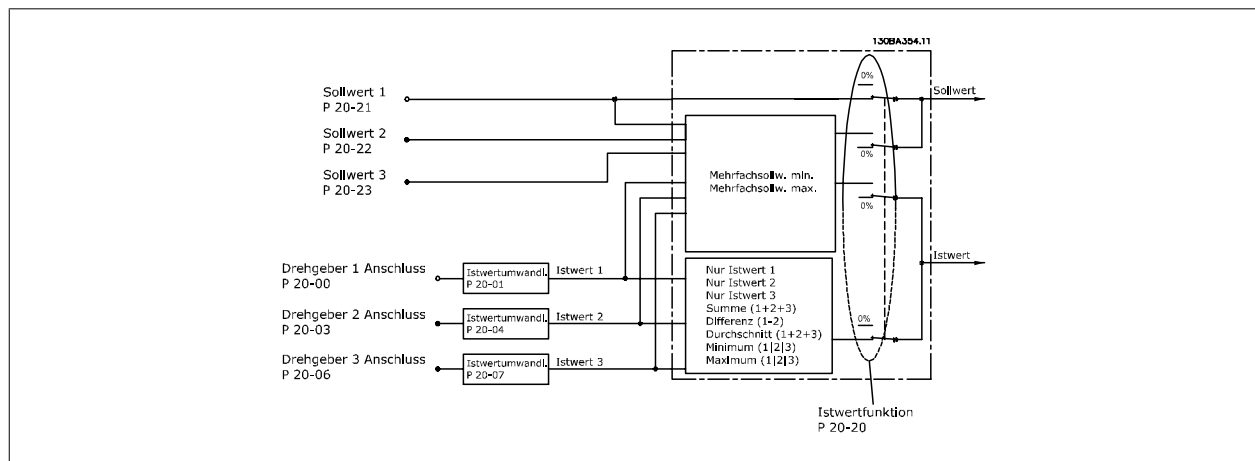 130BA354.11
Sollwert 1
P 20-21
Sollwert 2
P 20-22
Sollwert 3
P 20-23
0%
Sollwert
0%
Mehrfachsollw. min.
Mehrfachsollw. max.
0%
Istwert
Drehgeber 1 Anschluss
P 20-00
Istwertumwandl.
P 20-01
Istwert 1
Drehgeber 2 Anschluss
P 20-03
Istwertumwandl.
P 20-04
Istwert 2
Drehgeber 3 Anschluss
P 20-06
Istwertumwandl.
P 20-07
Istwert 3
Nur Istwert 1
Nur Istwert 2
Nur Istwert 3
Summe (1+2+3)
Differenz (1-2)
Durchschnitt (1+2+3)
Minimum (1|2|3)
Maximum (1|2|3)
0%
Istwertfunktion
P 20-20